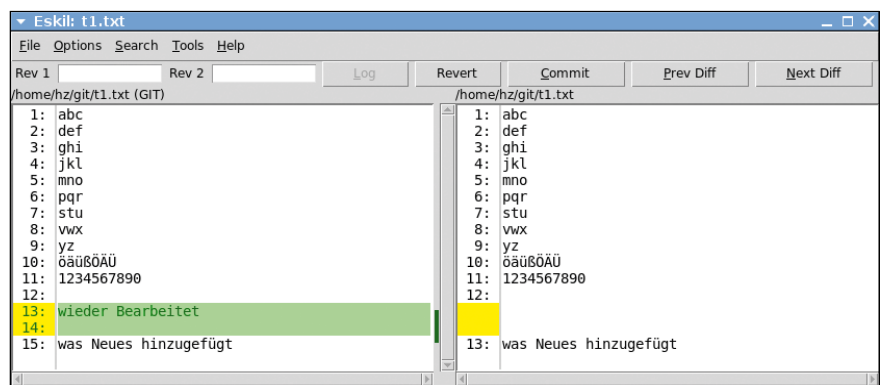 Eskil: t1.txt
File Options Search Tools Help
Rev 1 Rev 2 Log Revert Commit Prev Diff Next Diff
/home/hz/git/t1.txt (GIT)
1: abc
2: def
3: ghi
4: jkl
5: mno
6: pqr
7: stu
8: vwx
9: yz
10: öäüßÖÄÜ
11: 1234567890
12:
13: wieder Bearbeitet
14:
15: was Neues hinzugefügt
/home/hz/git/t1.txt
1: abc
2: def
3: ghi
4: jkl
5: mno
6: pqr
7: stu
8: vwx
9: yz
10: öäüßÖÄÜ
11: 1234567890
12:
13: was Neues hinzugefügt